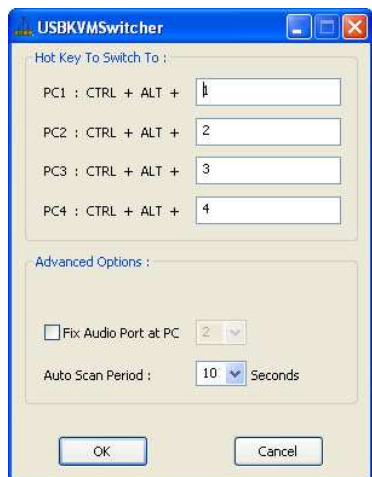 USBKVMSwitcher
Hot Key To Switch To :
PC1 : CTRL + ALT + 1
PC2 : CTRL + ALT + 2
PC3 : CTRL + ALT + 3
PC4 : CTRL + ALT + 4
Advanced Options :
Fix Audio Port at PC 2
Auto Scan Period : 10 Seconds
OK Cancel